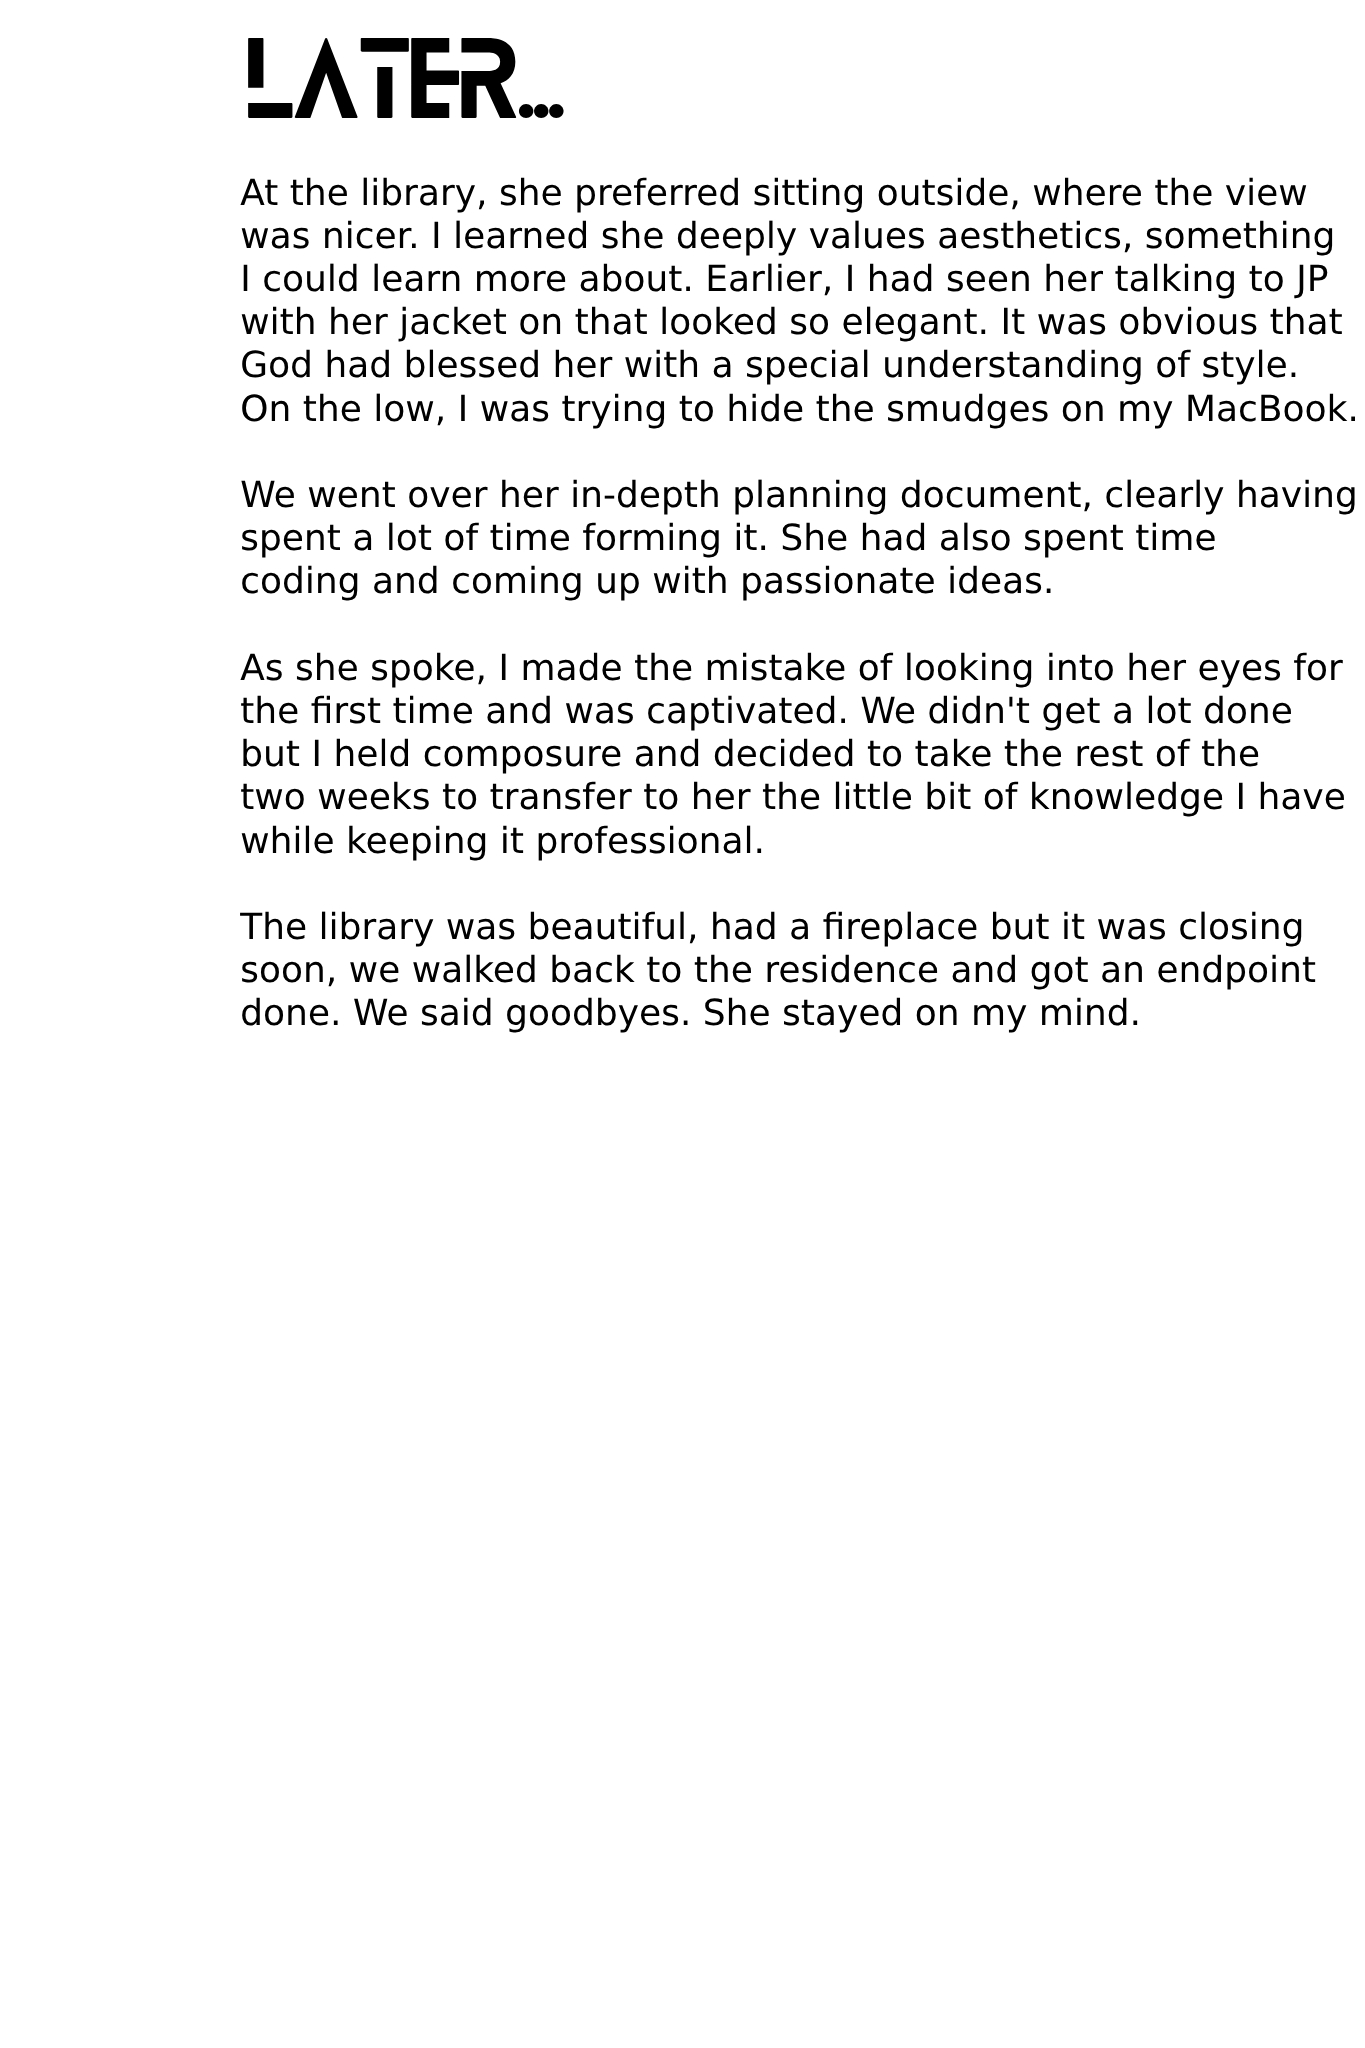 LATER...
At the library, she preferred sitting outside, where the view
was nicer. I learned she deeply values aesthetics, something
I could learn more about. Earlier, I had seen her talking to JP
with her jacket on that looked so elegant. It was obvious that
God had blessed her with a special understanding of style.
On the low, I was trying to hide the smudges on my MacBook.
We went over her in-depth planning document, clearly having
spent a lot of time forming it. She had also spent time
coding and coming up with passionate ideas.
As she spoke, I made the mistake of looking into her eyes for
the first time and was captivated. We didn't get a lot done
but I held composure and decided to take the rest of the
two weeks to transfer to her the little bit of knowledge I have
while keeping it professional.
The library was beautiful, had a fireplace but it was closing
soon, we walked back to the residence and got an endpoint
done. We said goodbyes. She stayed on my mind.